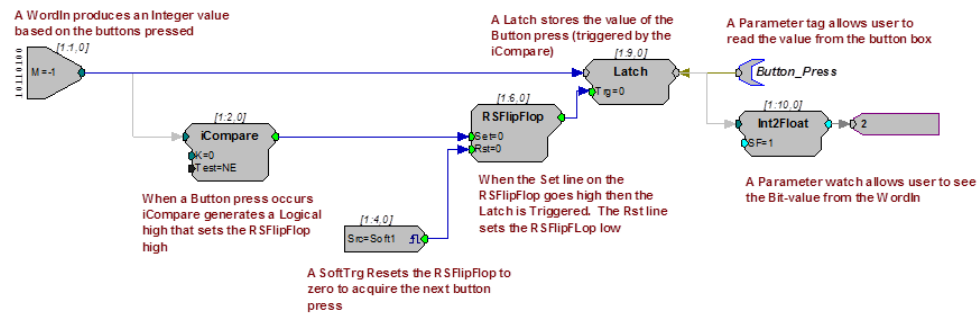 A WordIn produces an Integer value
based on the buttons pressed
[1:1,0]
10110100
M=-1
A Latch stores the value of the
Button press (triggered by the
iCompare)
[1:9,0]
Latch
Trg=0
A Parameter tag allows user to
read the value from the button box
Button_Press
[1:2,0]
iCompare
K=0
Test=NE
[1:6,0]
RSFlipFlop
Set=0
Rst=0
[1:10,0]
Int2Float
SF=1
2
When a Button press occurs
iCompare generates a Logical
high that sets the RSFlipFlop
high
When the Set line on the
RSFlipFlop goes high then the
Latch is Triggered.  The Rst line
sets the RSFlipFLop low
A Parameter watch allows user to see
the Bit-value from the WordIn
[1:4,0]
Src=Soft1
A SoftTrg Resets the RSFlipFlop to
zero to acquire the next button
press